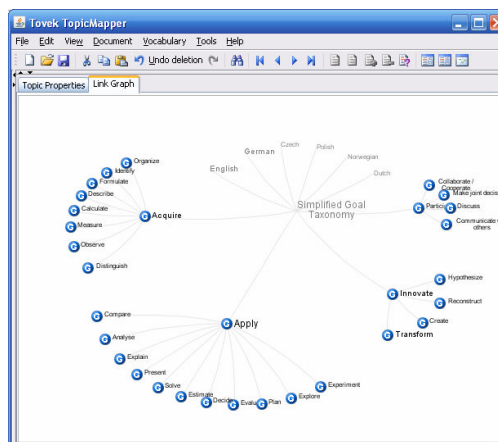 Tovek TopicMapper
File Edit View Document Vocabulary Tools Help
Undo deletion
Topic Properties Link Graph
German
Czech
Polish
Norwegian
Dutch
English
Simplified Goal
Taxonomy
Organize
Identify
Formulate
Describe
Calculate
Measure
Observe
Distinguish
Acquire
Collaborate /
Cooperate
Make joint decis
Partici
Discuss
Communicate w
others
Hypothesize
Innovate
Reconstruct
Create
Transform
Compare
Apply
Analyse
Explain
Present
Solve
Estimate
Decide
Evalu
Plan
Explore
Experiment